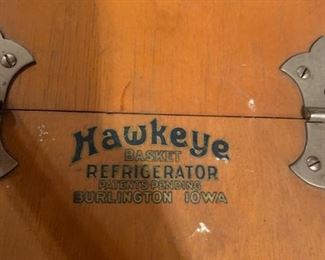 Hawkeye
BASKET
REFRIGERATOR
PATENTS PENDING
BURLINGTON IOWA